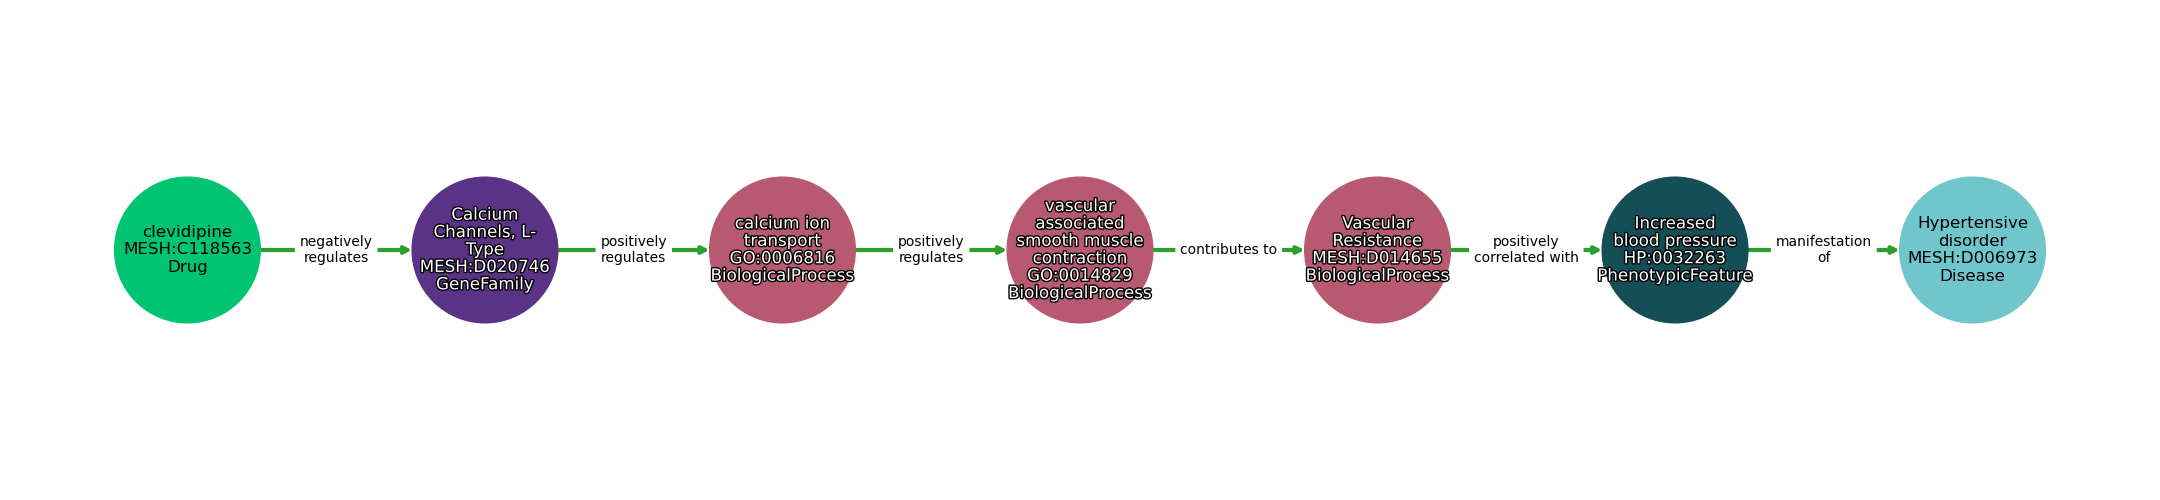 clevidipine
MESH:C118563
Drug
negatively
regulates
Calcium
Channels, L-
Type
MESH:D020746
GeneFamily
positively
regulates
calcium ion
transport
GO:0006816
BiologicalProcess
positively
regulates
vascular
associated
smooth muscle
contraction
GO:0014829
BiologicalProcess
contributes to
Vascular
Resistance
MESH:D014655
BiologicalProcess
positively
correlated with
Increased
blood pressure
HP:0032263
PhenotypicFeature
manifestation
of
Hypertensive
disorder
MESH:D006973
Disease